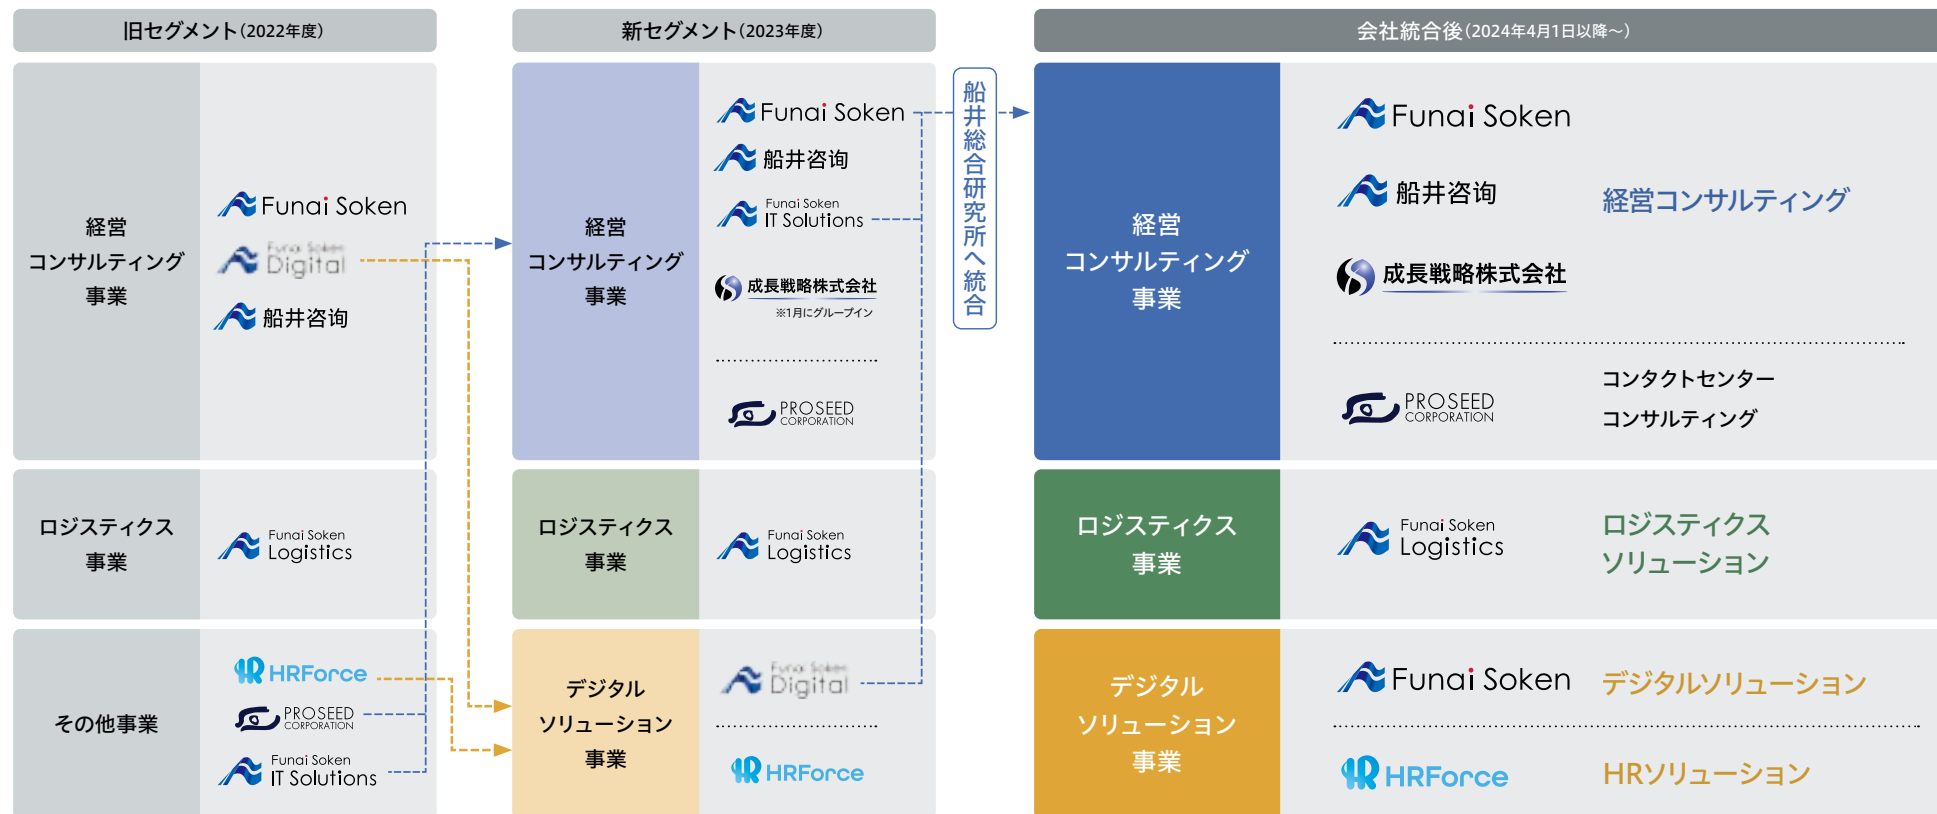 旧セグメント(2022年度)
経営
コンサルティング
事業
Funai Soken
Funai Soken
Digital
船井咨询
ロジスティクス
事業
Funai Soken
Logistics
その他事業
HRForce
PROSEED
CORPORATION
Funai Soken
IT Solutions
新セグメント(2023年度)
経営
コンサルティング
事業
Funai Soken
船井咨询
Funai Soken
IT Solutions
成長戦略株式会社
※1月にグループイン
PROSEED
CORPORATION
ロジスティクス
事業
Funai Soken
Logistics
デジタル
ソリューション
事業
Funai Soken
Digital
HRForce
船井総合研究所へ統合
会社統合後(2024年4月1日以降~)
経営
コンサルティング
事業
Funai Soken
船井咨询
経営コンサルティング
成長戦略株式会社
PROSEED
CORPORATION
コンタクトセンター
コンサルティング
ロジスティクス
事業
Funai Soken
Logistics
ロジスティクス
ソリューション
デジタル
ソリューション
事業
Funai Soken
デジタルソリューション
HRForce
HRソリューション